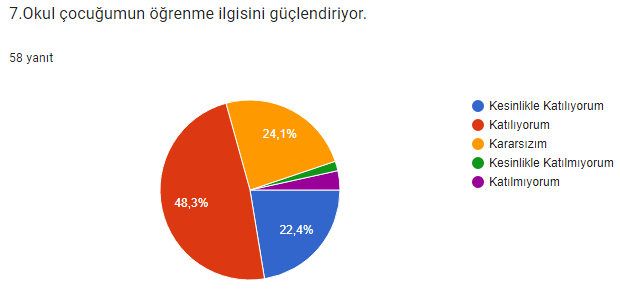 7.Okul çocuğumun öğrenme ilgisini güçlendiriyor.
58 yanıt
Kesinlikle Katılıyorum
Katılıyorum
Kararsızım
Kesinlikle Katılmıyorum
Katılmıyorum
24,1%
48,3%
22,4%